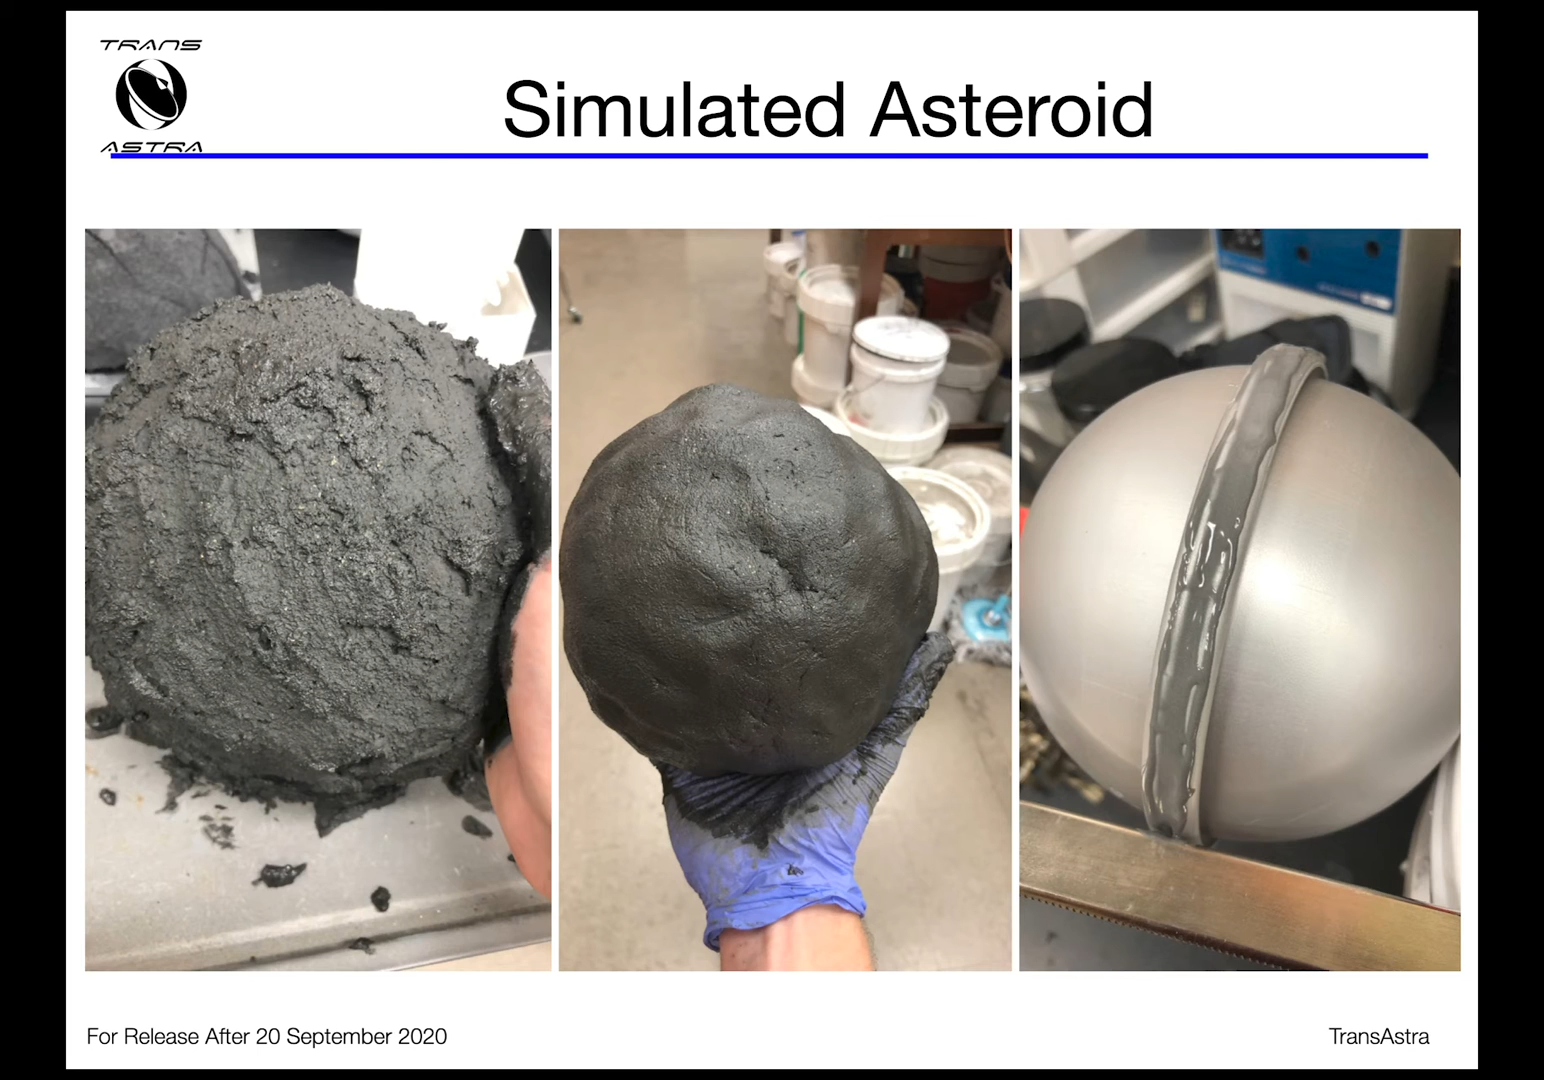 TRANS
ASTRA
Simulated Asteroid
For Release After 20 September 2020
TransAstra